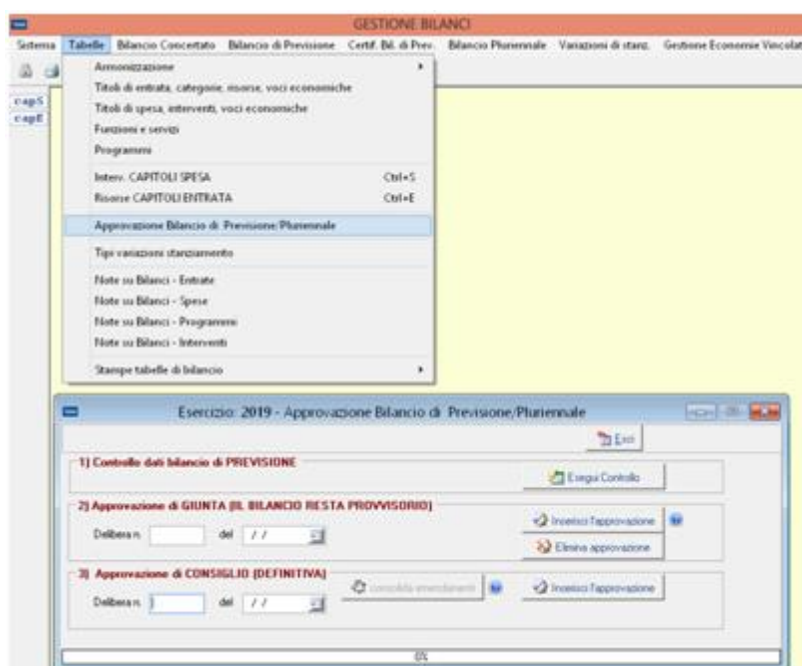 GESTIONE BILANCI
Sistema Tabelle Bilancio Concertato Bilancio di Previsione Certif. Bil. di Prev. Bilancio Pluriennale Variazioni di stanz. Gestione Economie Vincolat
capS
capE
Armonizzazione
Titoli di entrata, categorie, risorse, voci economiche
Titoli di spesa, interventi, voci economiche
Funzioni e servizi
Programmi
Interv. CAPITOLI SPESA Ctrl+S
Risorse CAPITOLI ENTRATA Ctrl+E
Approvazione Bilancio di Previsione/Pluriennale
Tipi variazioni stanziamento
Note su Bilanci - Entrate
Note su Bilanci - Spese
Note su Bilanci - Programmi
Note su Bilanci - Interventi
Stampe tabelle di bilancio
Esercizio: 2019 - Approvazione Bilancio di Previsione/Pluriennale
Esci
1) Controllo dati bilancio di PREVISIONE
Esegui Controllo
2) Approvazione di GIUNTA (IL BILANCIO RESTA PROVVISORIO)
Delibera n. del / / Inserisci l'approvazione
Elimina approvazione
3) Approvazione di CONSIGLIO (DEFINITIVA)
Delibera n. del / / consolida emendamenti Inserisci l'approvazione
0%